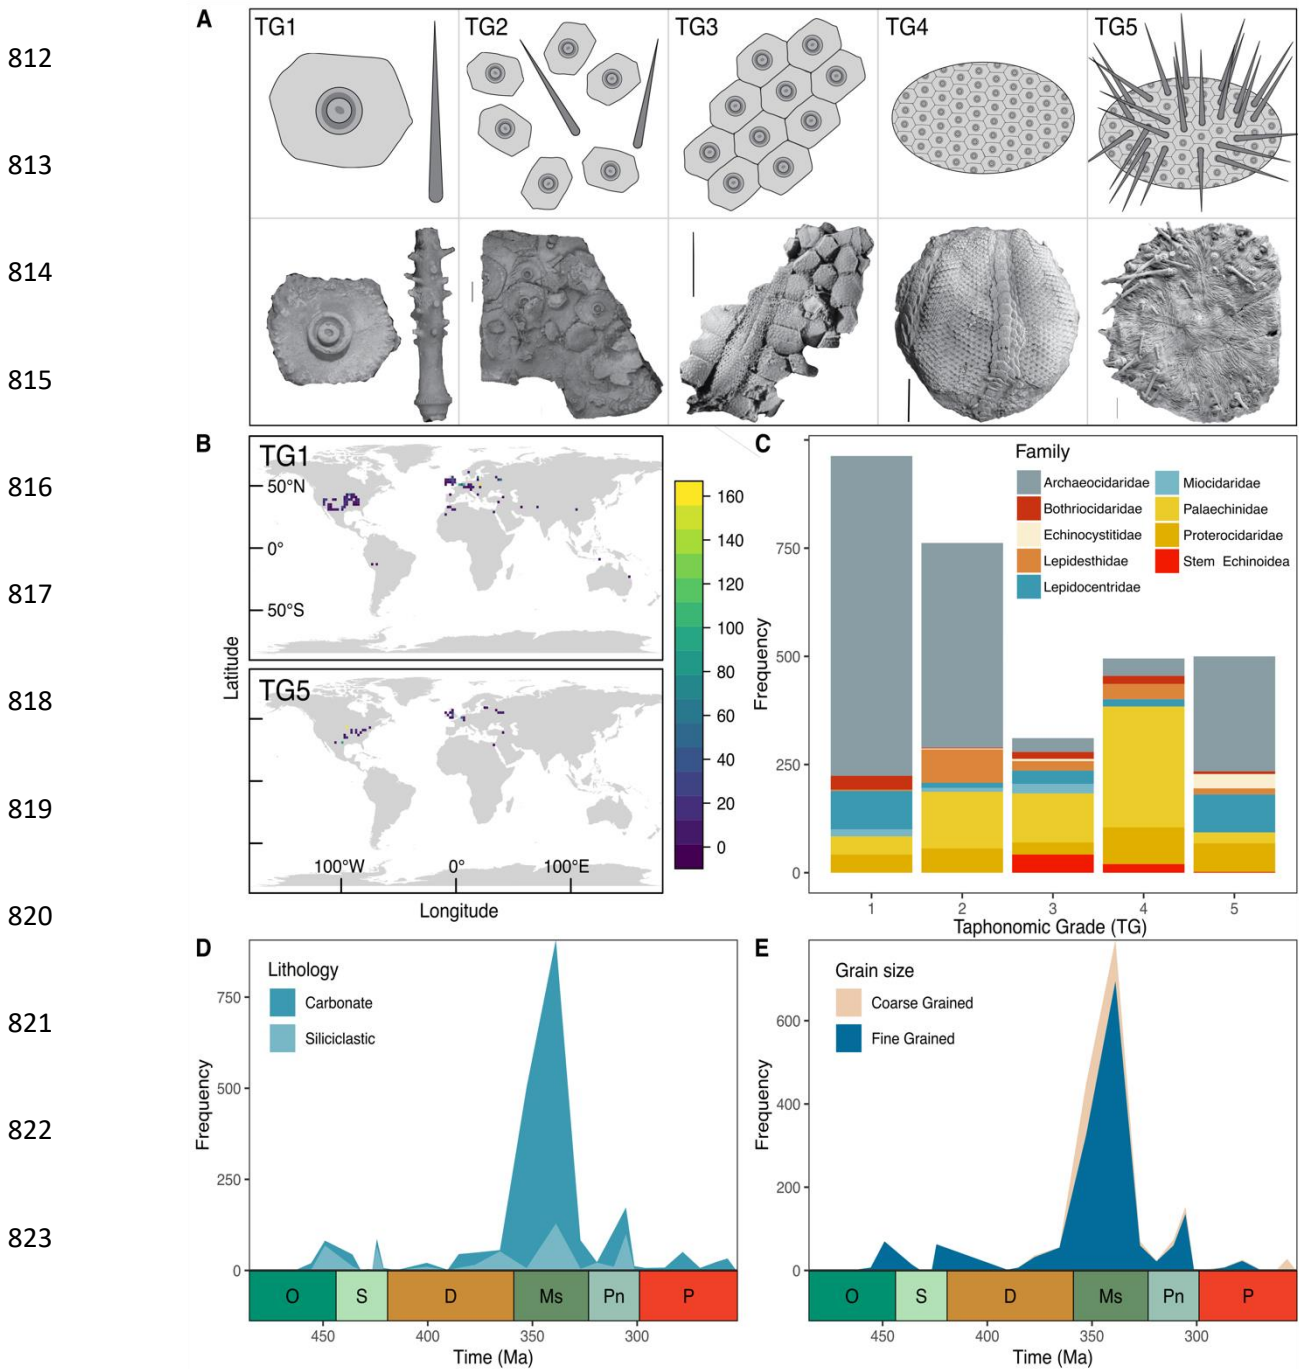 A
TG1 TG2 TG3 TG4 TG5
812
813
814
815
B
TG1
50°N
0°
50°S
TG5
Latitude
100°W 0° 100°E
Longitude
160
140
120
100
80
60
40
20
0
C
Family
Archaeocidaridae
Bothriocidaridae
Echinocystitidae
Lepidesthidae
Lepidocentridae
Miocidaridae
Palaechinidae
Proterocidaridae
Stem Echinoidea
Frequency
750
500
250
0
1 2 3 4 5
Taphonomic Grade (TG)
816
817
818
819
820
D
Lithology
Carbonate
Siliciclastic
Frequency
750
500
250
0
O S D Ms Pn P
450 400 350 300
Time (Ma)
E
Grain size
Coarse Grained
Fine Grained
Frequency
600
400
200
0
O S D Ms Pn P
450 400 350 300
Time (Ma)
821
822
823